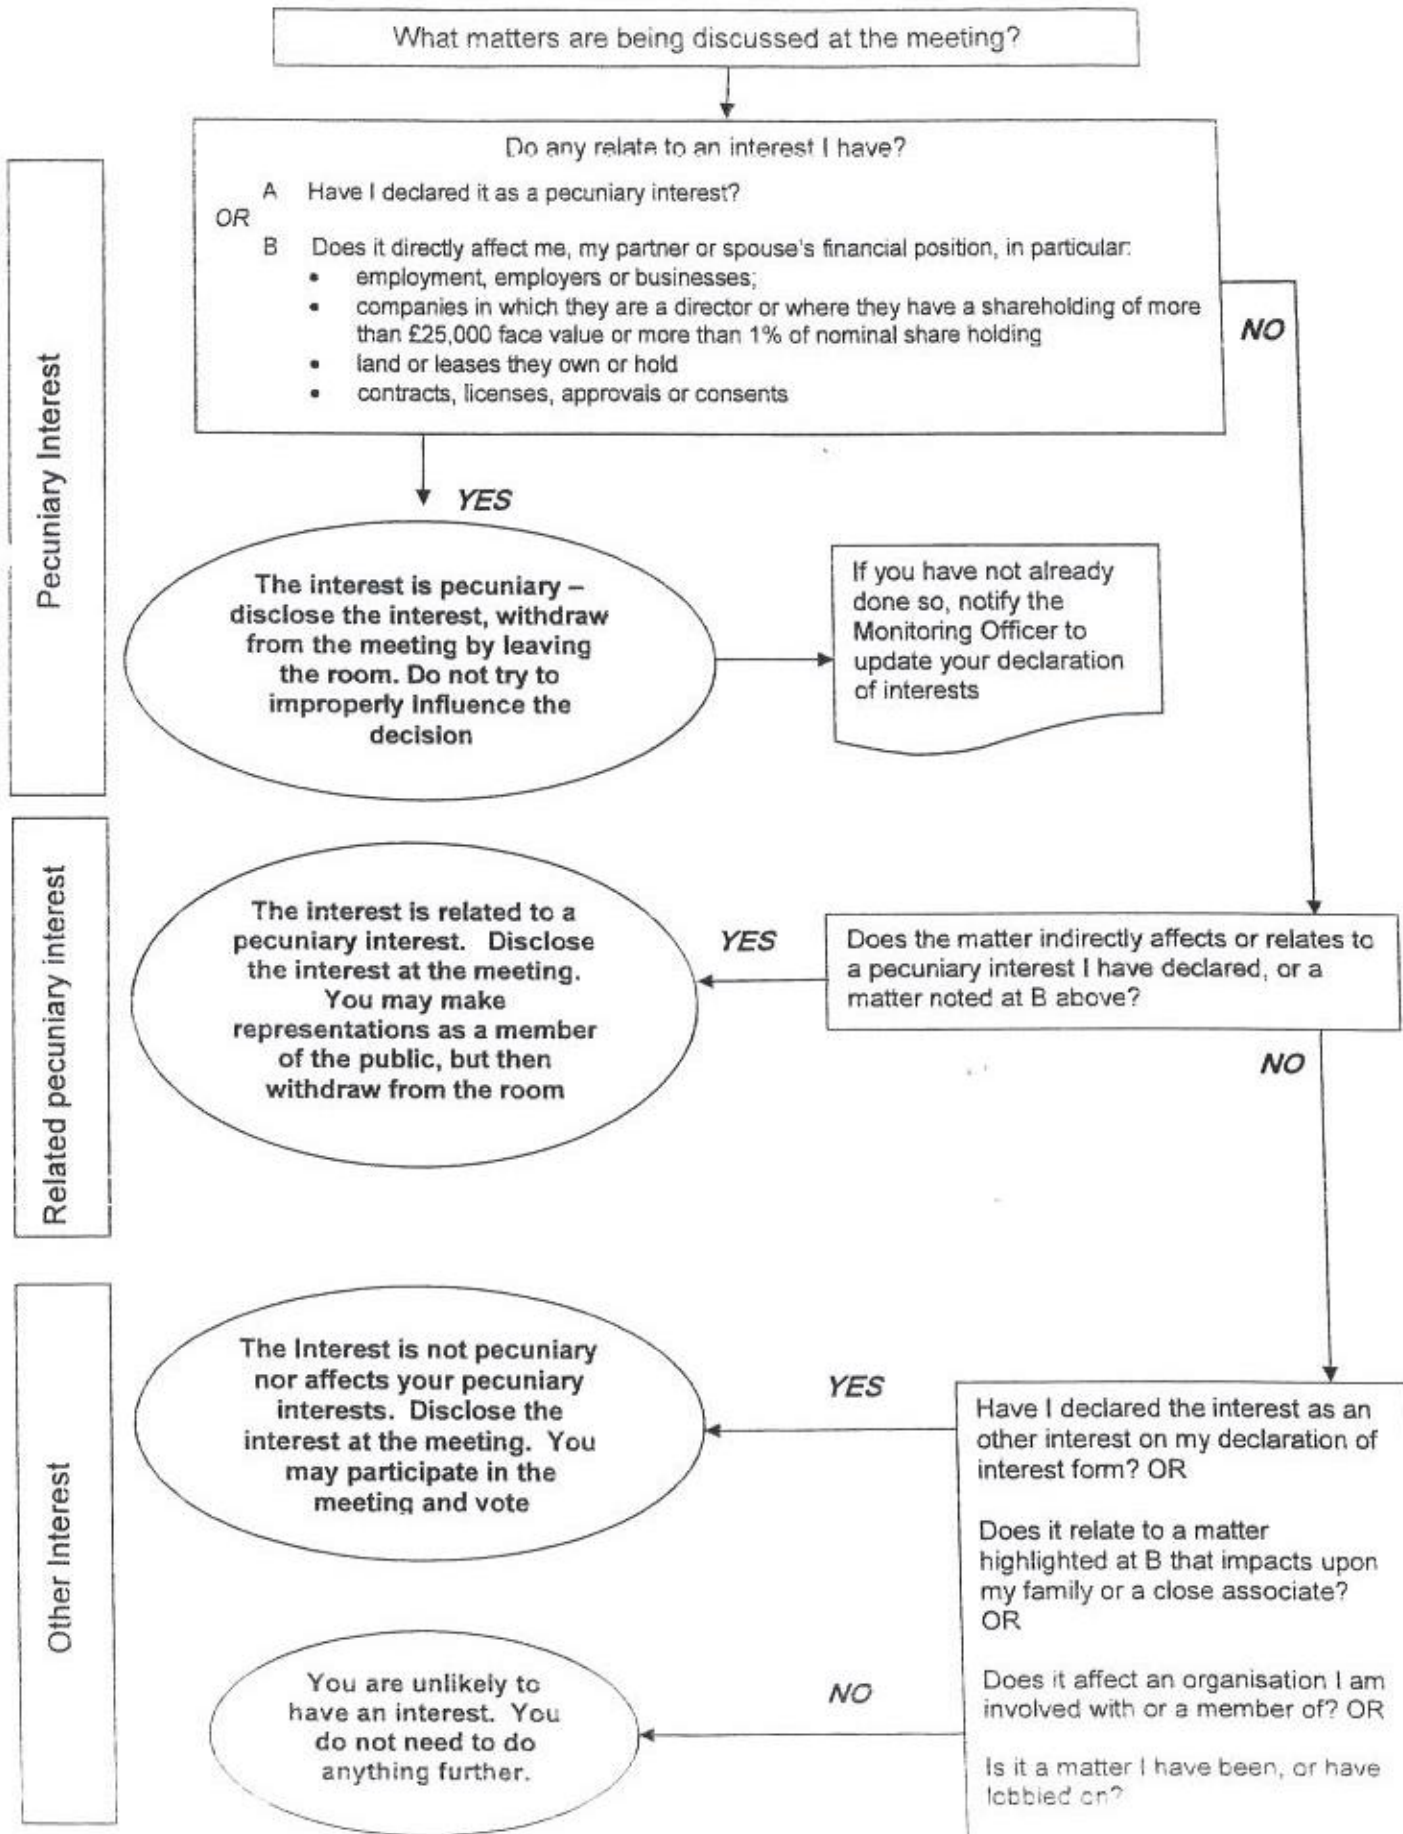 What matters are being discussed at the meeting?
Do any relate to an interest I have?
A Have I declared it as a pecuniary interest?
OR
B Does it directly affect me, my partner or spouse's financial position, in particular:
• employment, employers or businesses;
• companies in which they are a director or where they have a shareholding of more
than £25,000 face value or more than 1% of nominal share holding
• land or leases they own or hold
• contracts, licenses, approvals or consents
NO
Pecuniary Interest
YES
The interest is pecuniary –
disclose the interest, withdraw
from the meeting by leaving
the room. Do not try to
improperly influence the
decision
If you have not already
done so, notify the
Monitoring Officer to
update your declaration
of interests
Related pecuniary interest
The interest is related to a
pecuniary interest. Disclose
the interest at the meeting.
You may make
representations as a member
of the public, but then
withdraw from the room
YES
Does the matter indirectly affects or relates to
a pecuniary interest I have declared, or a
matter noted at B above?
NO
Other Interest
The Interest is not pecuniary
nor affects your pecuniary
interests. Disclose the
interest at the meeting. You
may participate in the
meeting and vote
YES
Have I declared the interest as an
other interest on my declaration of
interest form? OR
Does it relate to a matter
highlighted at B that impacts upon
my family or a close associate?
OR
Does it affect an organisation I am
involved with or a member of? OR
Is it a matter I have been, or have
lobbied on?
NO
You are unlikely to
have an interest. You
do not need to do
anything further.